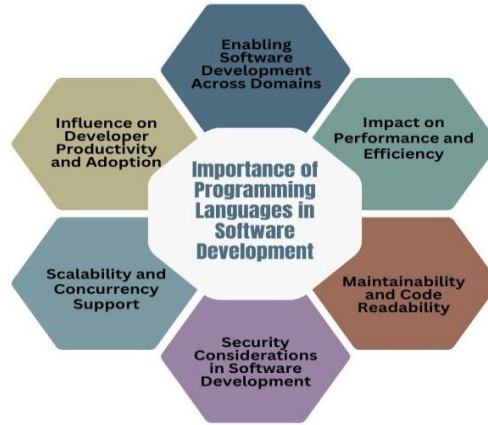 Enabling
Software
Development
Across Domains
Impact on
Performance and
Efficiency
Maintainability
and Code
Readability
Security
Considerations
in Software
Development
Scalability and
Concurrency
Support
Influence on
Developer
Productivity
and Adoption
Importance of
Programming
Languages in
Software
Development